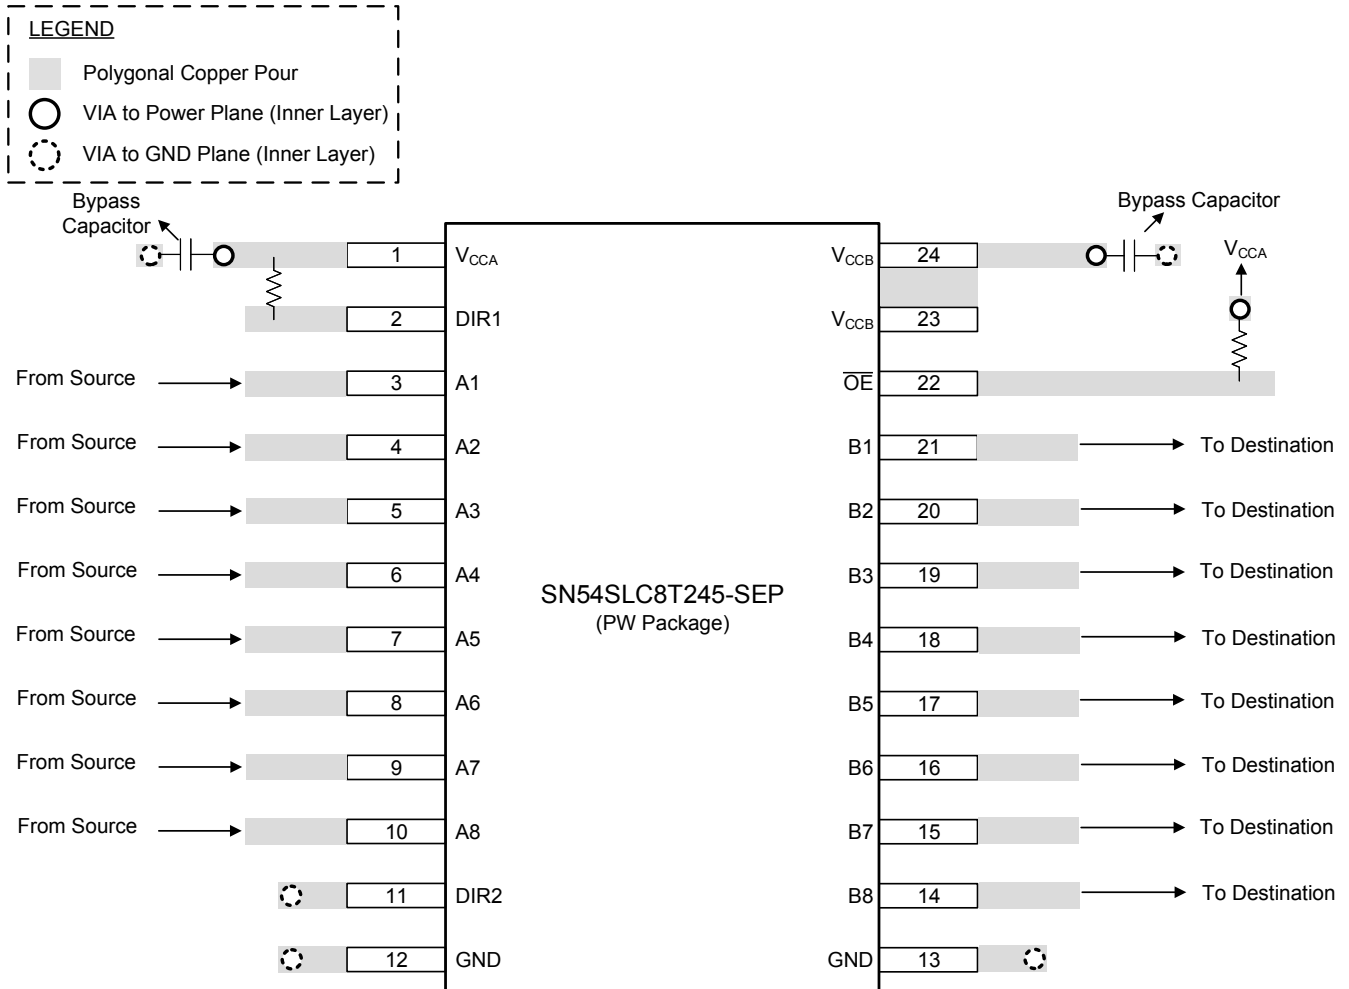 LEGEND
Polygonal Copper Pour
VIA to Power Plane (Inner Layer)
VIA to GND Plane (Inner Layer)
Bypass
Capacitor
Bypass Capacitor
VCCA
1 VCCA
VCCB 24
2 DIR1
VCCB 23
From Source 3 A1
OE 22
From Source 4 A2
B1 21 To Destination
From Source 5 A3
B2 20 To Destination
From Source 6 A4
B3 19 To Destination
SN54SLC8T245-SEP
(PW Package)
From Source 7 A5
B4 18 To Destination
From Source 8 A6
B5 17 To Destination
From Source 9 A7
B6 16 To Destination
From Source 10 A8
B7 15 To Destination
11 DIR2
B8 14 To Destination
12 GND
GND 13